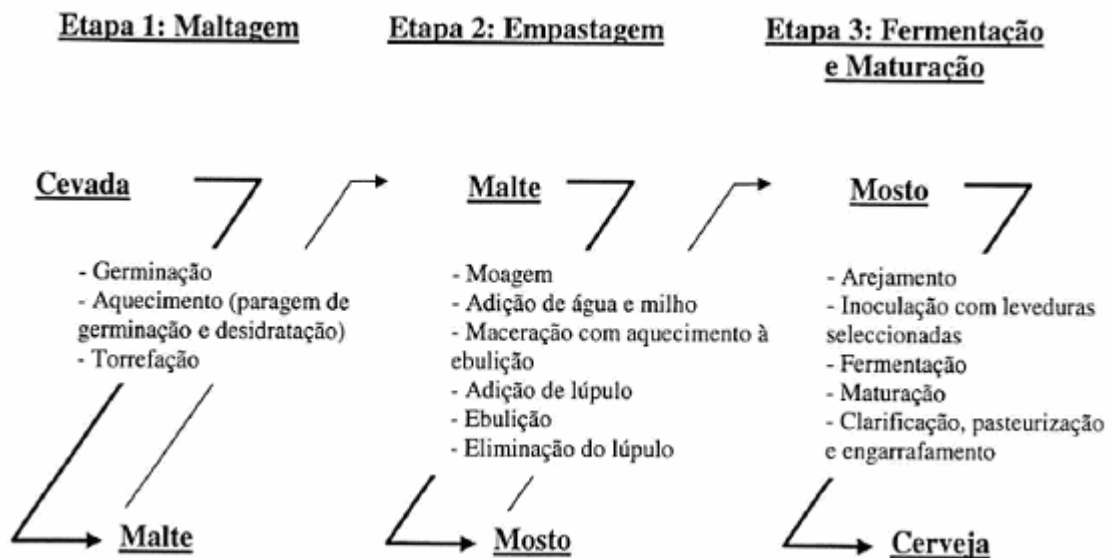 Etapa 1: Maltagem
Cevada
- Germinação
- Aquecimento (paragem de
germinação e desidratação)
- Torrefação
Malte
Etapa 2: Empastagem
Malte
- Moagem
- Adição de água e milho
- Maceração com aquecimento à
ebulição
- Adição de lúpulo
- Ebulição
- Eliminação do lúpulo
Mosto
Etapa 3: Fermentação
e Maturação
Mosto
- Arejamento
- Inoculação com leveduras
seleccionadas
- Fermentação
- Maturação
- Clarificação, pasteurização
e engarrafamento
Cerveja